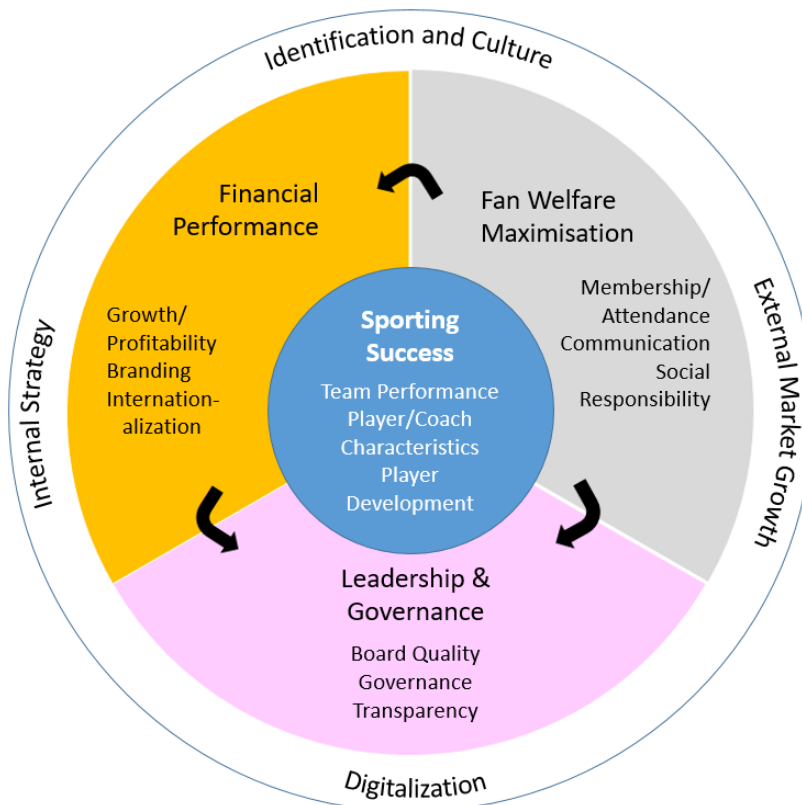 Identification and Culture
Financial
Performance
Growth/
Profitability
Branding
Internation-
alization
Fan Welfare
Maximisation
Membership/
Attendance
Communication
Social
Responsibility
Sporting
Success
Team Performance
Player/Coach
Characteristics
Player
Development
Leadership &
Governance
Board Quality
Governance
Transparency
Internal Strategy
External Market Growth
Digitalization